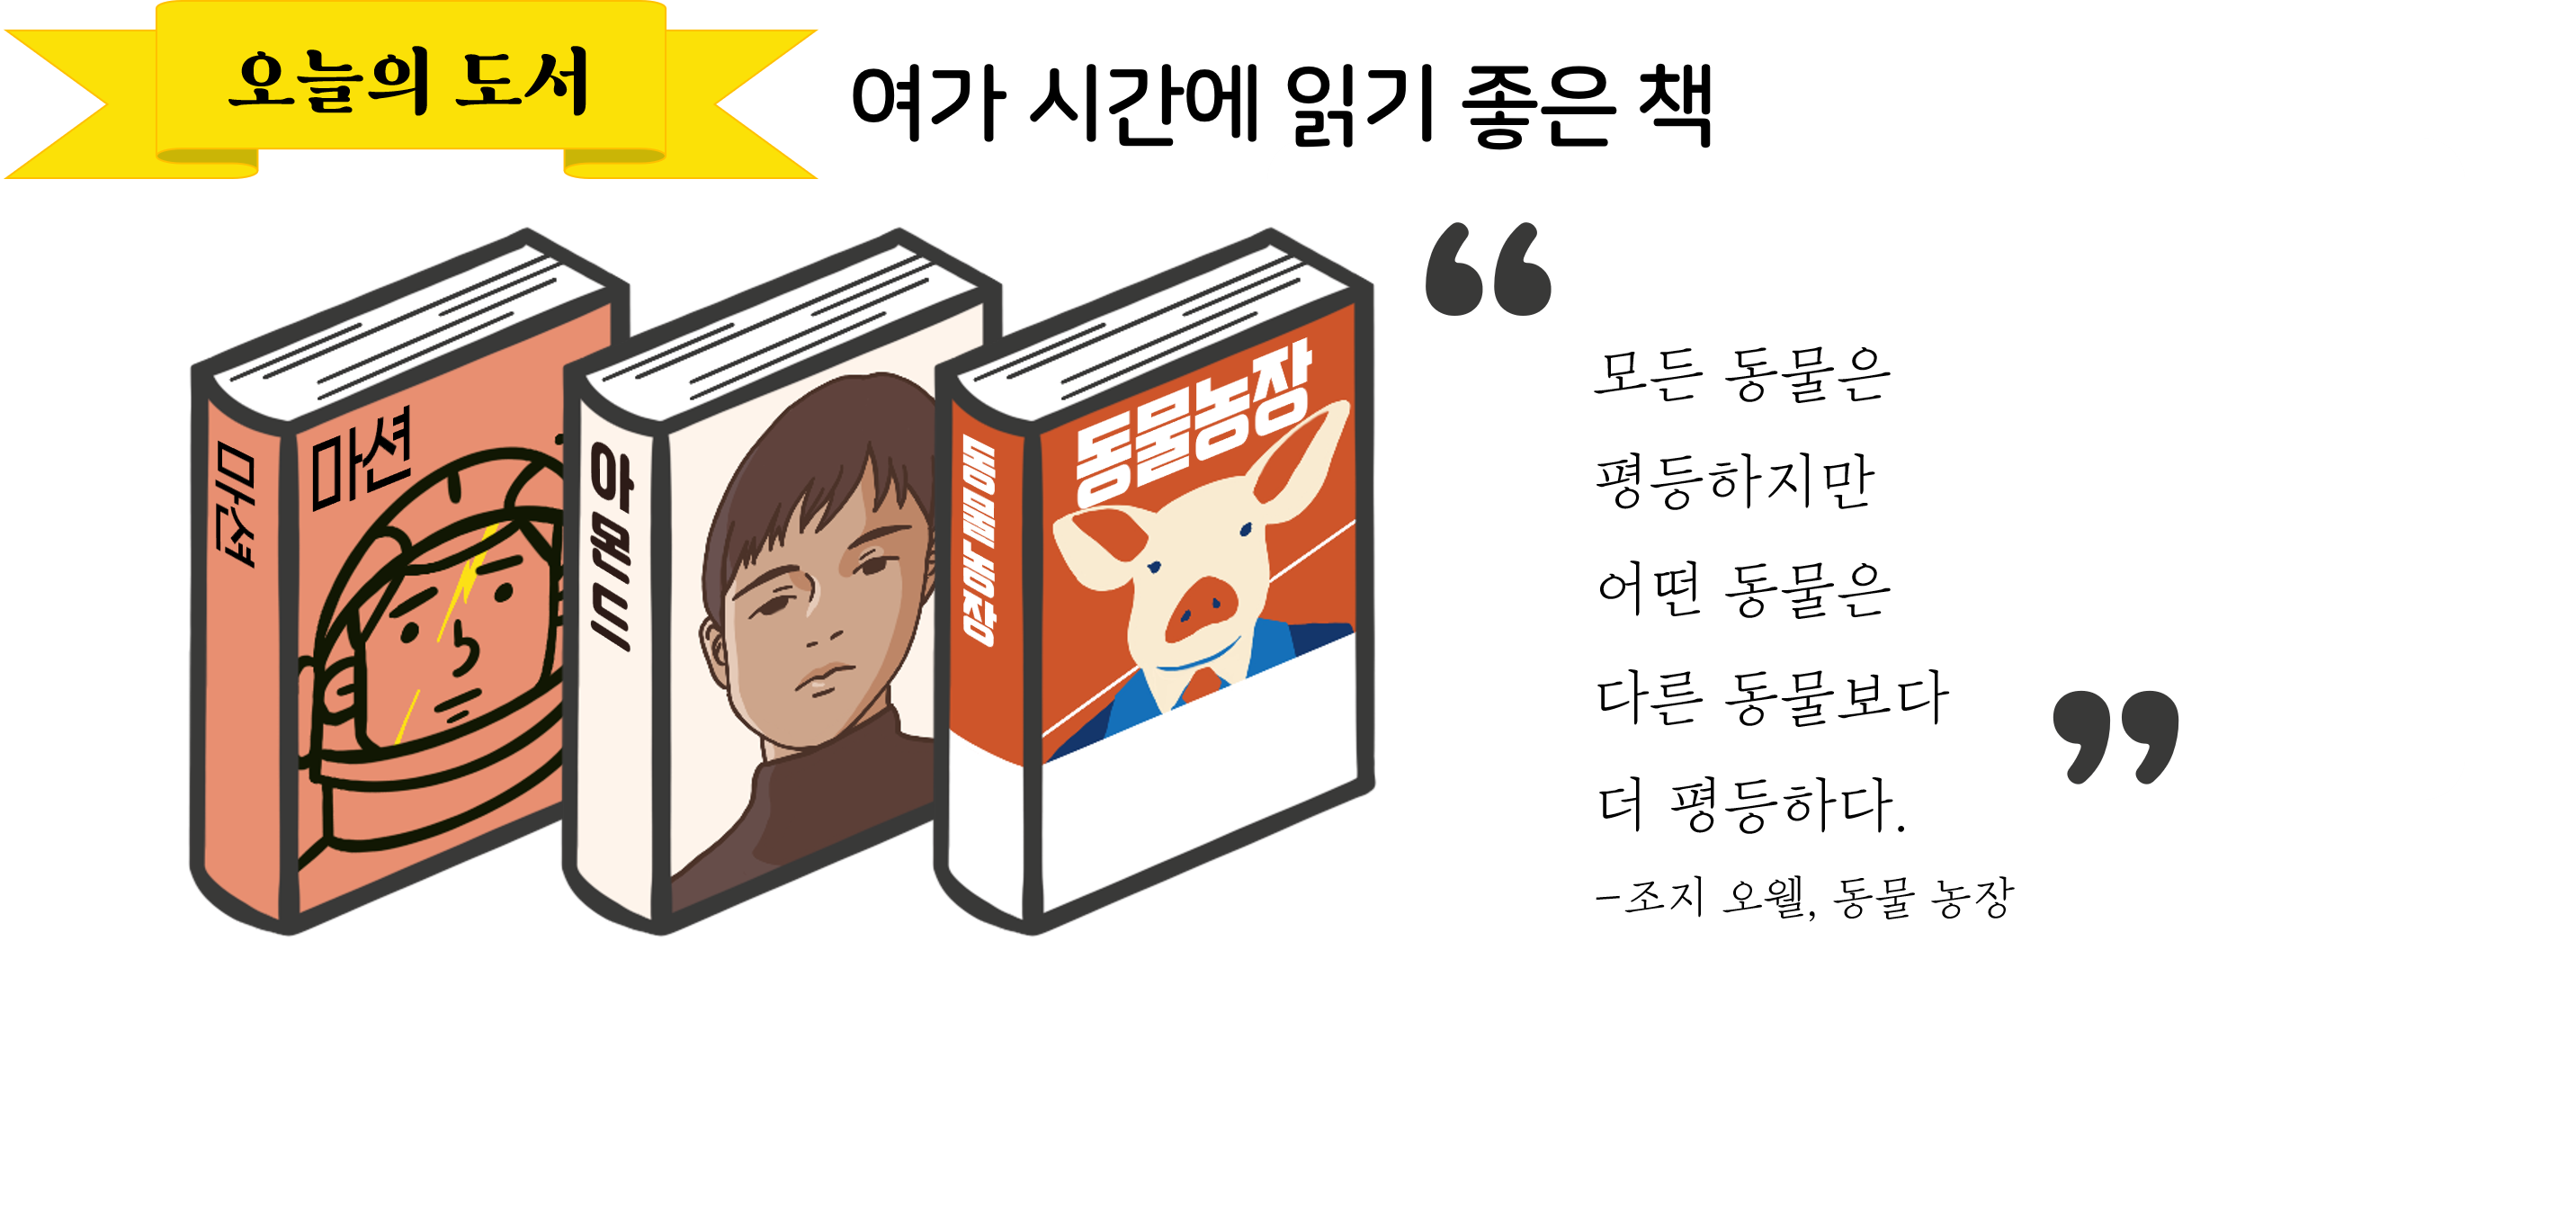 오늘의 도서
여가 시간에 읽기 좋은 책
마션
마션
아몬드
동물농장
동물농장
“
모든 동물은
평등하지만
어떤 동물은
다른 동물보다
더 평등하다.
”
-조지 오웰, 동물 농장